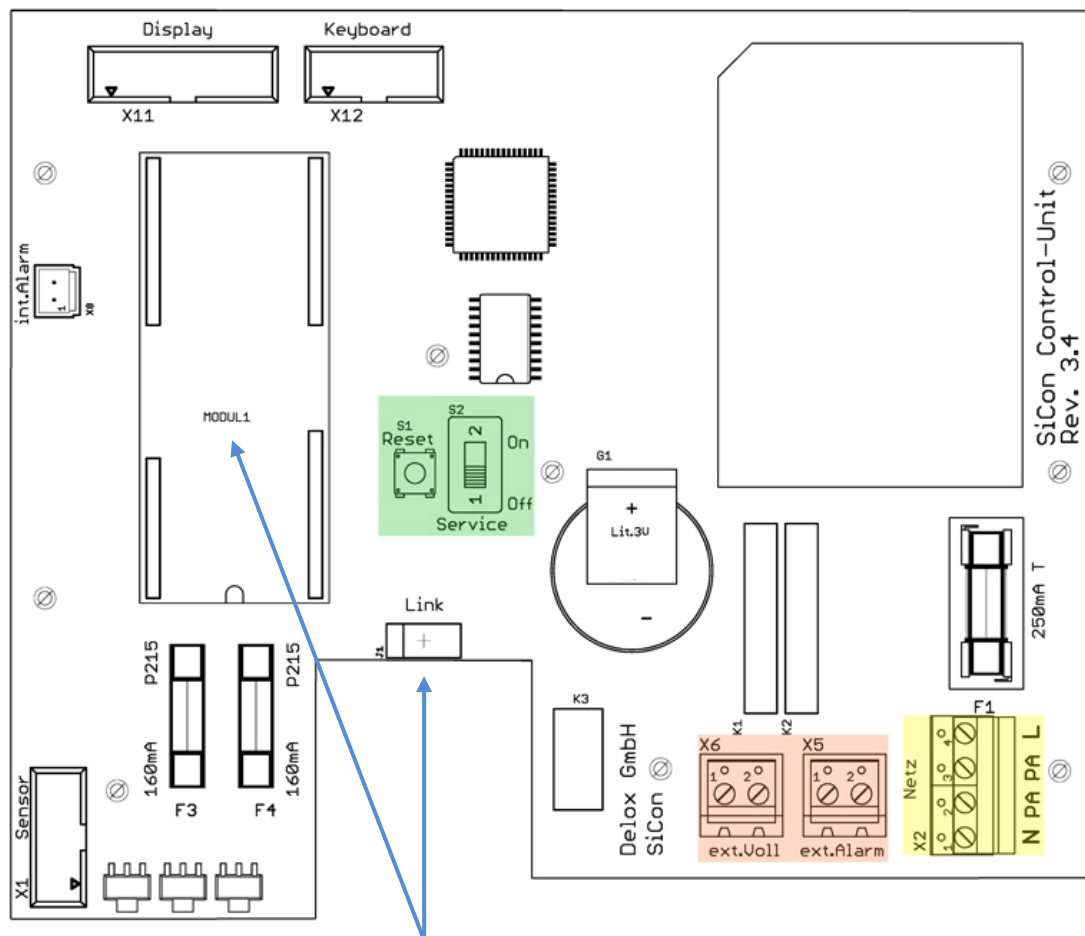 Display
Keyboard
X11
X12
int.Alarm
1
X8
MODUL1
SiCon Control-Unit
Rev. 3.4
S1
Reset
S2
2
On
1
Off
Service
G1
+
Lit.3V
-
Link
J1
P215
P215
160mA
160mA
F3
F4
250mA T
F1
K1
K2
K3
Delox GmbH
SiCon
X6
1
2
ext.Voll
X5
1
2
ext.Alarm
Netz
X2
1
2
3
4
N PA PA L
Sensor
X1